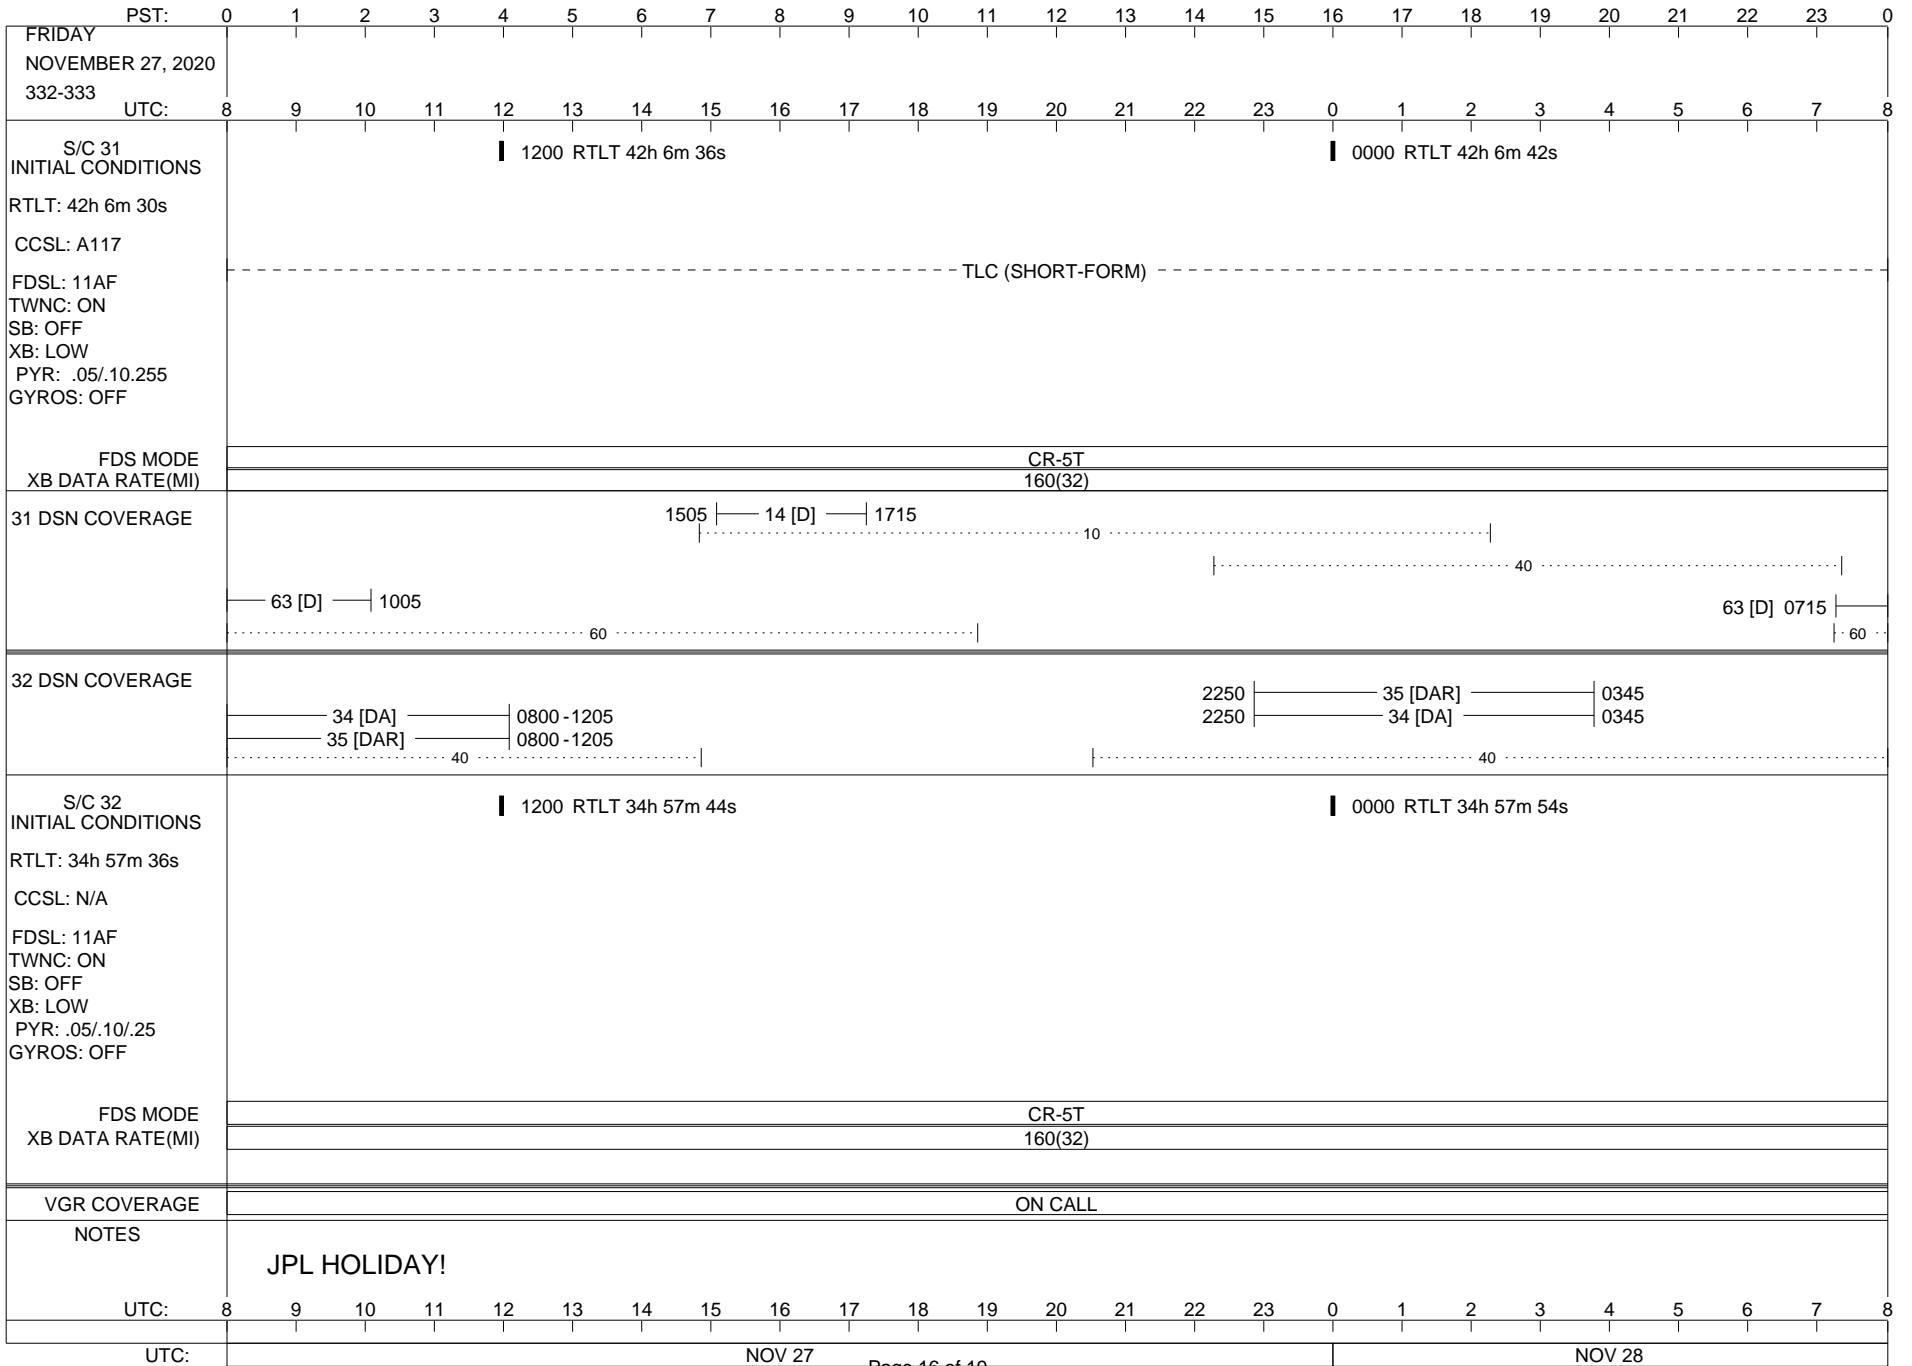 PST: 0 1 2 3 4 5 6 7 8 9 10 11 12 13 14 15 16 17 18 19 20 21 22 23 0
FRIDAY
NOVEMBER 27, 2020
332-333
UTC: 8 9 10 11 12 13 14 15 16 17 18 19 20 21 22 23 0 1 2 3 4 5 6 7 8
S/C 31
INITIAL CONDITIONS
1200 RTLT 42h 6m 36s
0000 RTLT 42h 6m 42s
RTLT: 42h 6m 30s
CCSL: A117
TLC (SHORT-FORM)
FDSL: 11AF
TWNC: ON
SB: OFF
XB: LOW
PYR: .05/.10.255
GYROS: OFF
FDS MODE CR-5T
XB DATA RATE(MI) 160(32)
31 DSN COVERAGE
1505 14 [D] 1715
10
40
63 [D] 1005
63 [D] 0715
60 60
32 DSN COVERAGE
2250 35 [DAR] 0345
34 [DA] 0800-1205 2250 34 [DA] 0345
35 [DAR] 0800-1205
40 40
S/C 32
INITIAL CONDITIONS
1200 RTLT 34h 57m 44s
0000 RTLT 34h 57m 54s
RTLT: 34h 57m 36s
CCSL: N/A
FDSL: 11AF
TWNC: ON
SB: OFF
XB: LOW
PYR: .05/.10/.25
GYROS: OFF
FDS MODE CR-5T
XB DATA RATE(MI) 160(32)
VGR COVERAGE ON CALL
NOTES
JPL HOLIDAY!
UTC: 8 9 10 11 12 13 14 15 16 17 18 19 20 21 22 23 0 1 2 3 4 5 6 7 8
UTC: NOV 27 NOV 28
Page 16 of 19